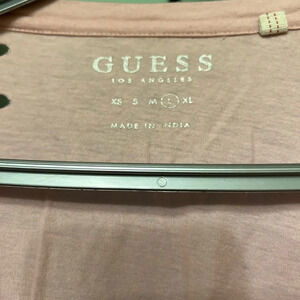 GUESS
LOS ANGELES
XS S M L XL
MADE IN INDIA